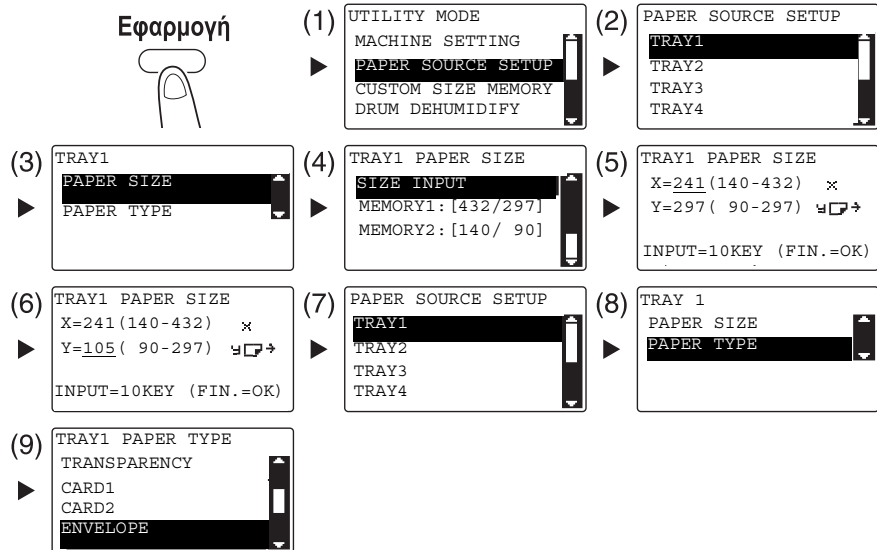 Εφαρμογή
(1)
UTILITY MODE
MACHINE SETTING
PAPER SOURCE SETUP
CUSTOM SIZE MEMORY
DRUM DEHUMIDIFY
(2)
PAPER SOURCE SETUP
TRAY1
TRAY2
TRAY3
TRAY4
(3)
TRAY1
PAPER SIZE
PAPER TYPE
(4)
TRAY1 PAPER SIZE
SIZE INPUT
MEMORY1:[432/297]
MEMORY2:[140/ 90]
(5)
TRAY1 PAPER SIZE
X=241(140-432) X
Y=297( 90-297) Y
INPUT=10KEY (FIN.=OK)
(6)
TRAY1 PAPER SIZE
X=241(140-432) X
Y=105( 90-297) Y
INPUT=10KEY (FIN.=OK)
(7)
PAPER SOURCE SETUP
TRAY1
TRAY2
TRAY3
TRAY4
(8)
TRAY 1
PAPER SIZE
PAPER TYPE
(9)
TRAY1 PAPER TYPE
TRANSPARENCY
CARD1
CARD2
ENVELOPE